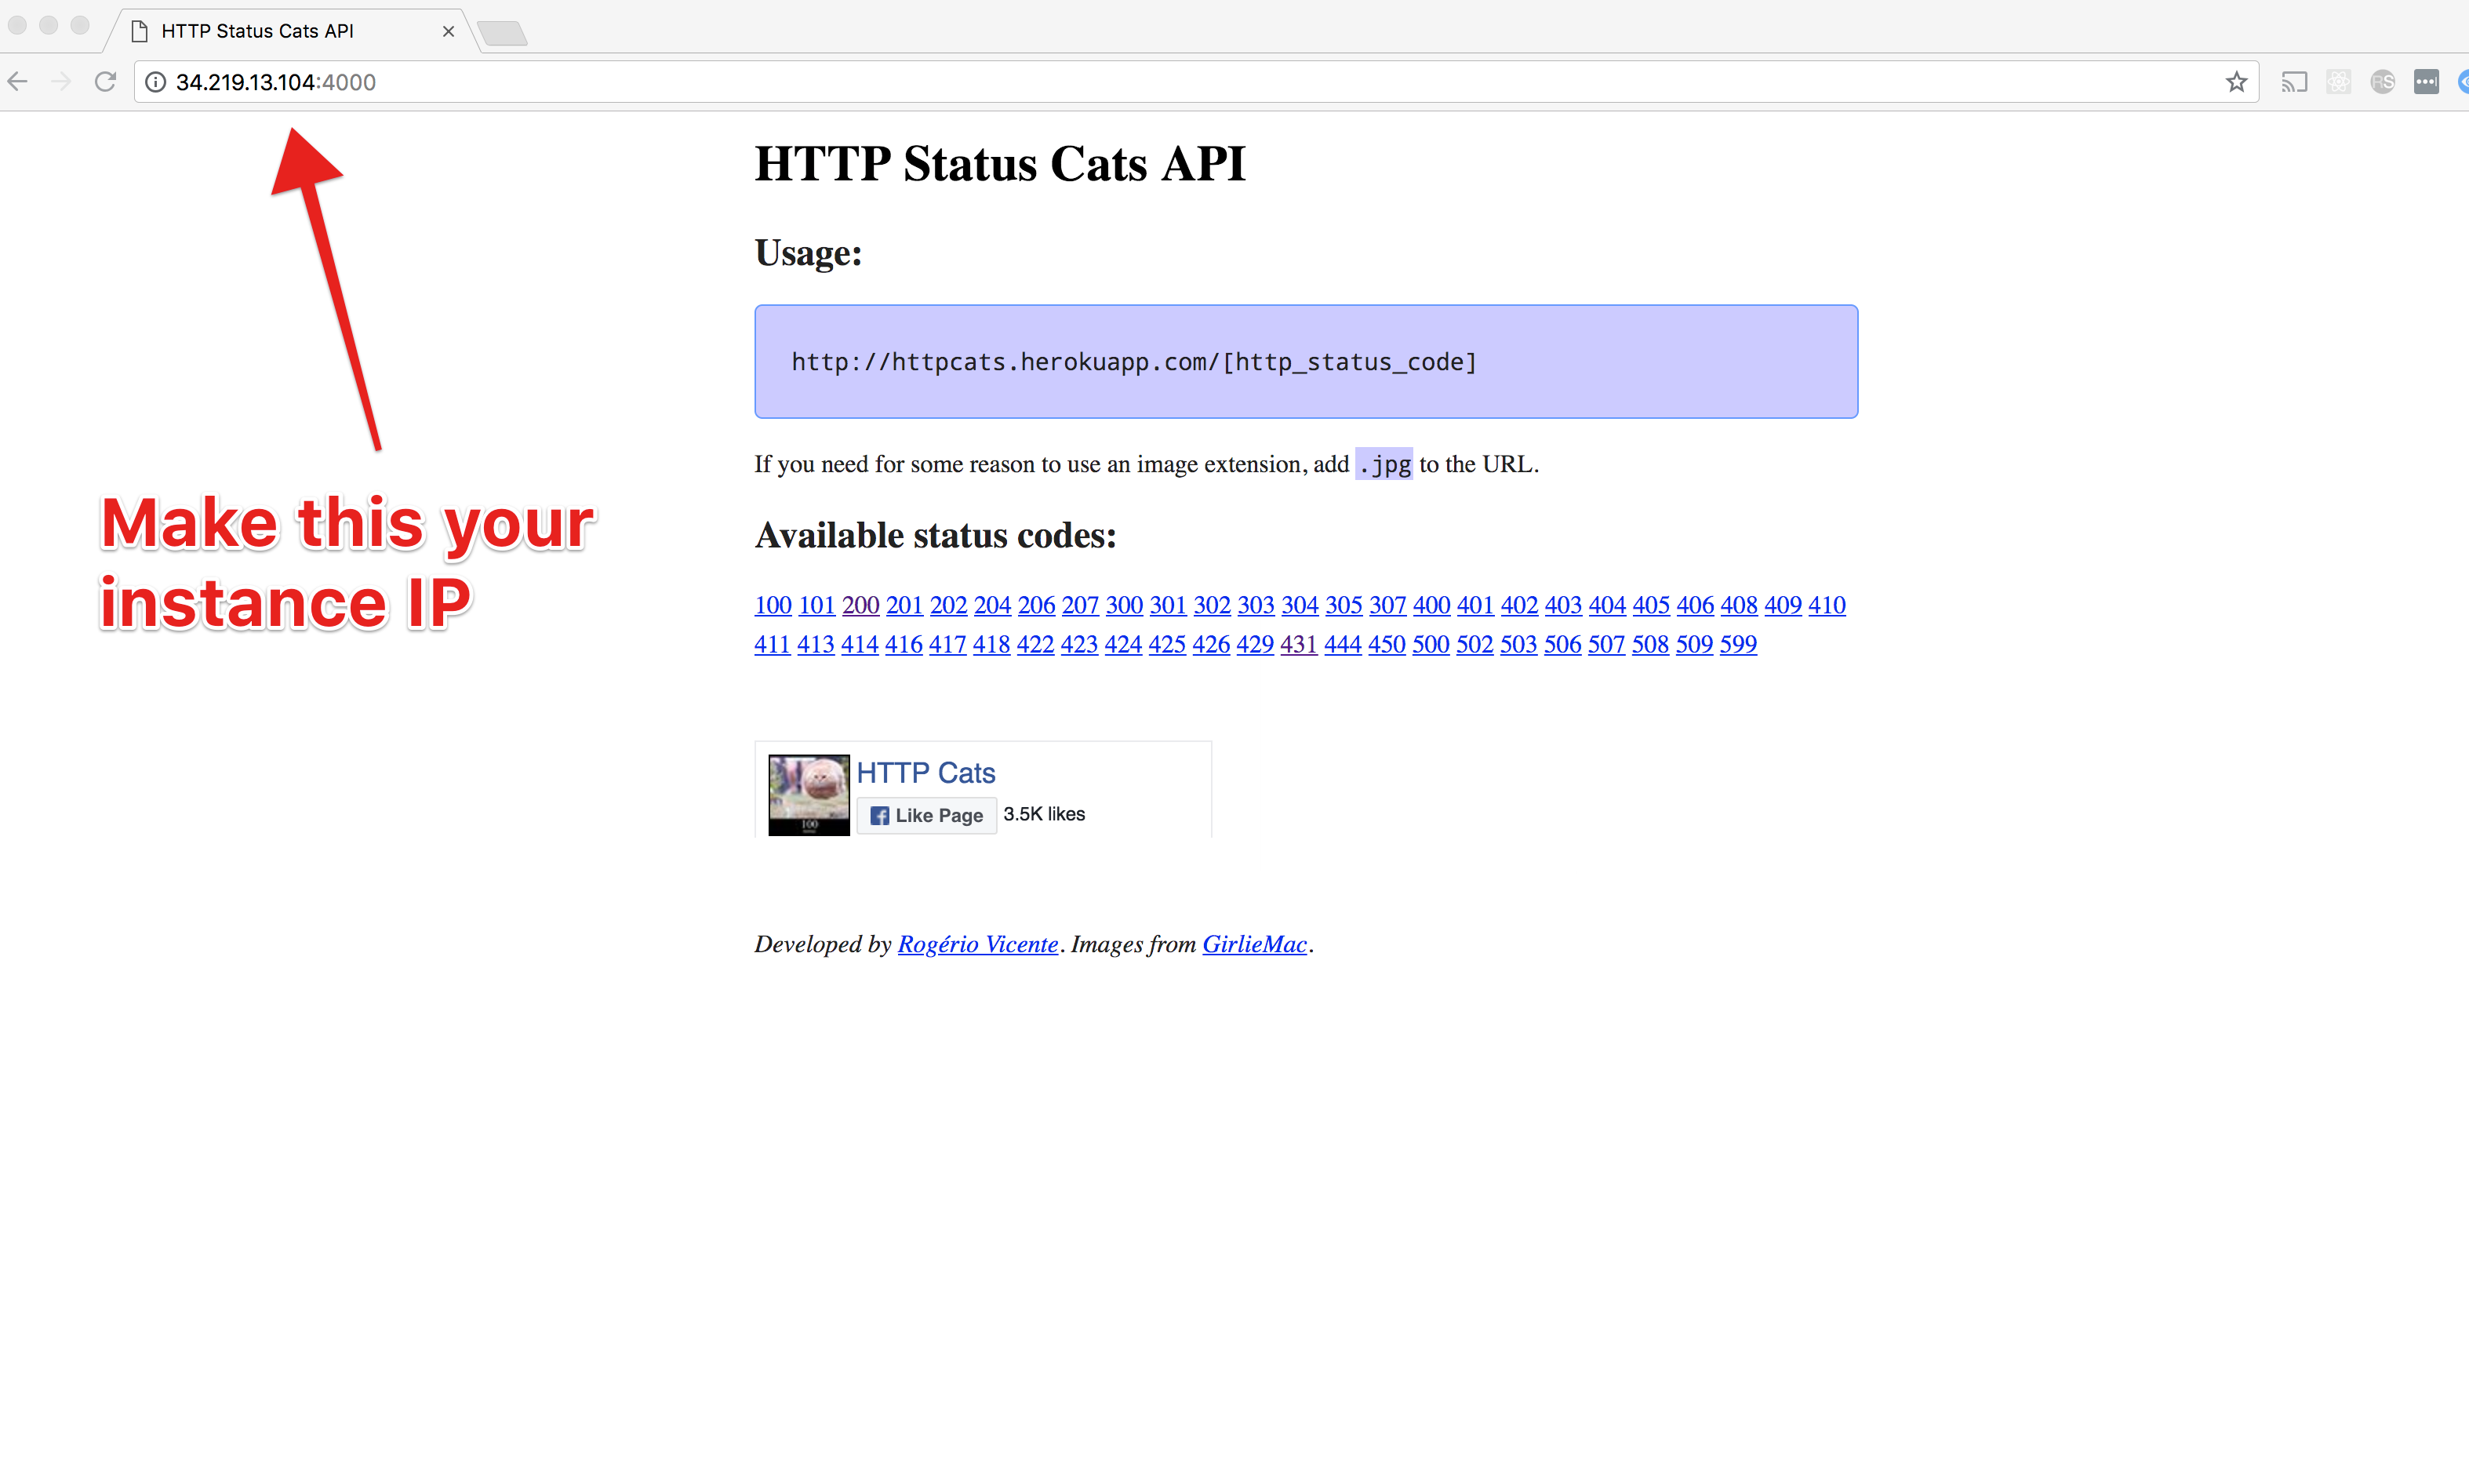 HTTP Status Cats API
34.219.13.104:4000
HTTP Status Cats API
Usage:
http://httpcats.herokuapp.com/[http_status_code]
If you need for some reason to use an image extension, add .jpg to the URL.
Make this your
instance IP
Available status codes:
100 101 200 201 202 204 206 207 300 301 302 303 304 305 307 400 401 402 403 404 405 406 408 409 410
411 413 414 416 417 418 422 423 424 425 426 429 431 444 450 500 502 503 506 507 508 509 599
HTTP Cats
Like Page 3.5K likes
100
Developed by Rogério Vicente. Images from GirlieMac.